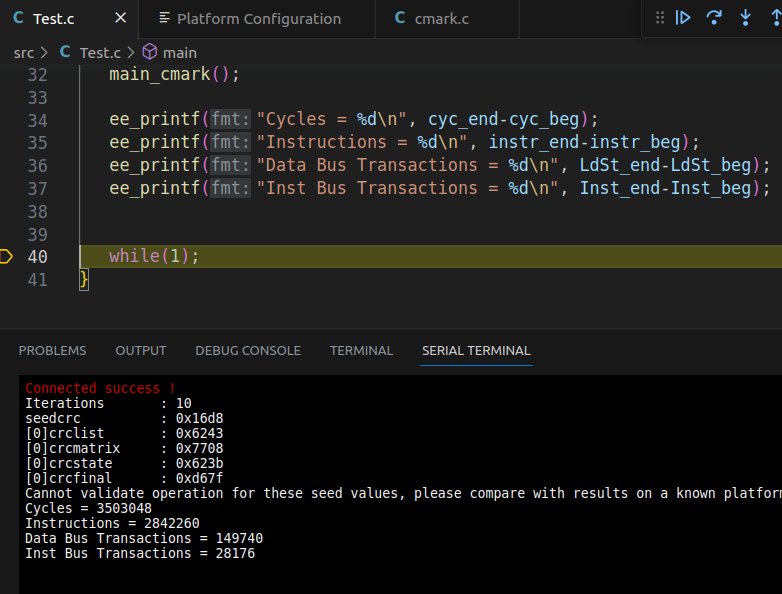 C Test.c × Platform Configuration C cmark.c
src > C Test.c > main
32 main_cmark();
33
34 ee_printf(fmt: "Cycles = %d\n", cyc_end-cyc_beg);
35 ee_printf(fmt: "Instructions = %d\n", instr_end-instr_beg);
36 ee_printf(fmt: "Data Bus Transactions = %d\n", LdSt_end-LdSt_beg);
37 ee_printf(fmt: "Inst Bus Transactions = %d\n", Inst_end-Inst_beg);
38
39
40 while(1);
41 }
PROBLEMS OUTPUT DEBUG CONSOLE TERMINAL SERIAL TERMINAL
Connected success !
Iterations : 10
seedcrc : 0x16d8
[0]crclist : 0x6243
[0]crcmatrix : 0x7708
[0]crcstate : 0x623b
[0]crcfinal : 0xd67f
Cannot validate operation for these seed values, please compare with results on a known platfor
Cycles = 3503048
Instructions = 2842260
Data Bus Transactions = 149740
Inst Bus Transactions = 28176